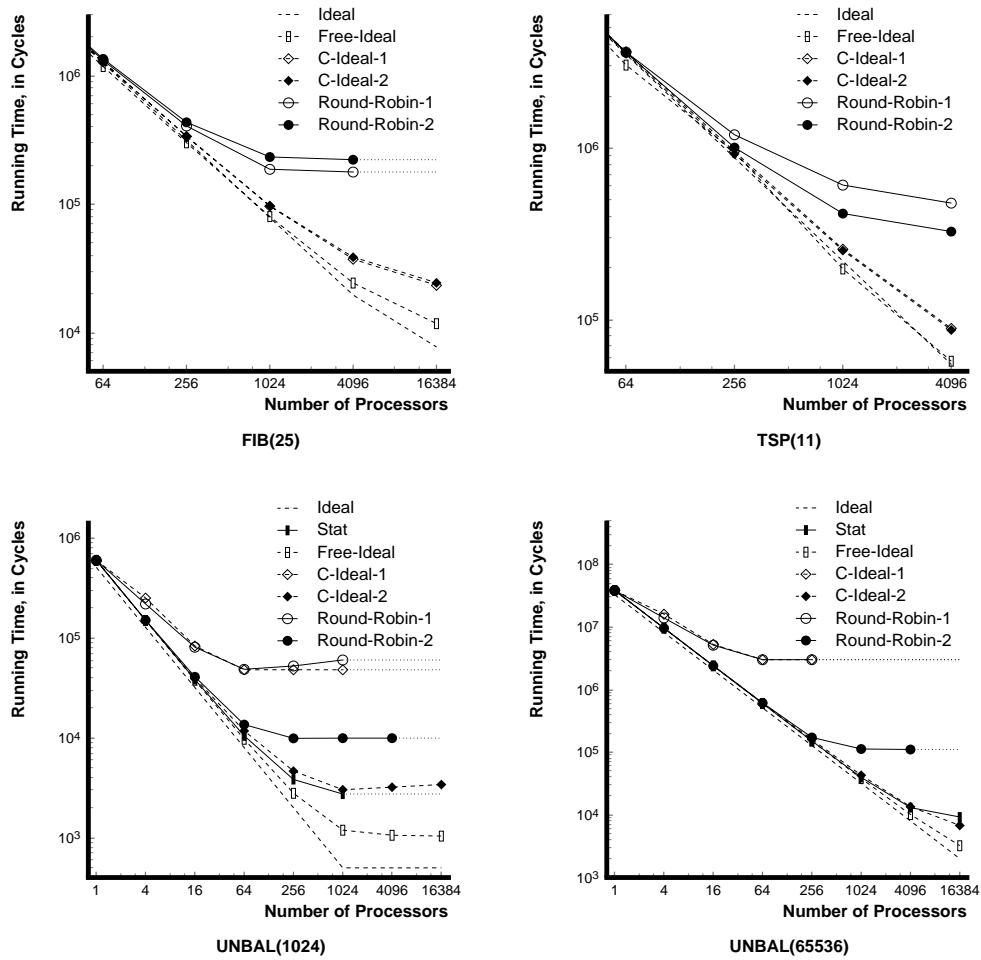 Running Time, in Cycles
Ideal
Free-Ideal
C-Ideal-1
C-Ideal-2
Round-Robin-1
Round-Robin-2
10^6
10^5
10^4
64 256 1024 4096 16384
Number of Processors
FIB(25)
Running Time, in Cycles
Ideal
Free-Ideal
C-Ideal-1
C-Ideal-2
Round-Robin-1
Round-Robin-2
10^6
10^5
64 256 1024 4096
Number of Processors
TSP(11)
Running Time, in Cycles
Ideal
Stat
Free-Ideal
C-Ideal-1
C-Ideal-2
Round-Robin-1
Round-Robin-2
10^6
10^5
10^4
10^3
1 4 16 64 256 1024 4096 16384
Number of Processors
UNBAL(1024)
Running Time, in Cycles
Ideal
Stat
Free-Ideal
C-Ideal-1
C-Ideal-2
Round-Robin-1
Round-Robin-2
10^8
10^7
10^6
10^5
10^4
10^3
1 4 16 64 256 1024 4096 16384
Number of Processors
UNBAL(65536)